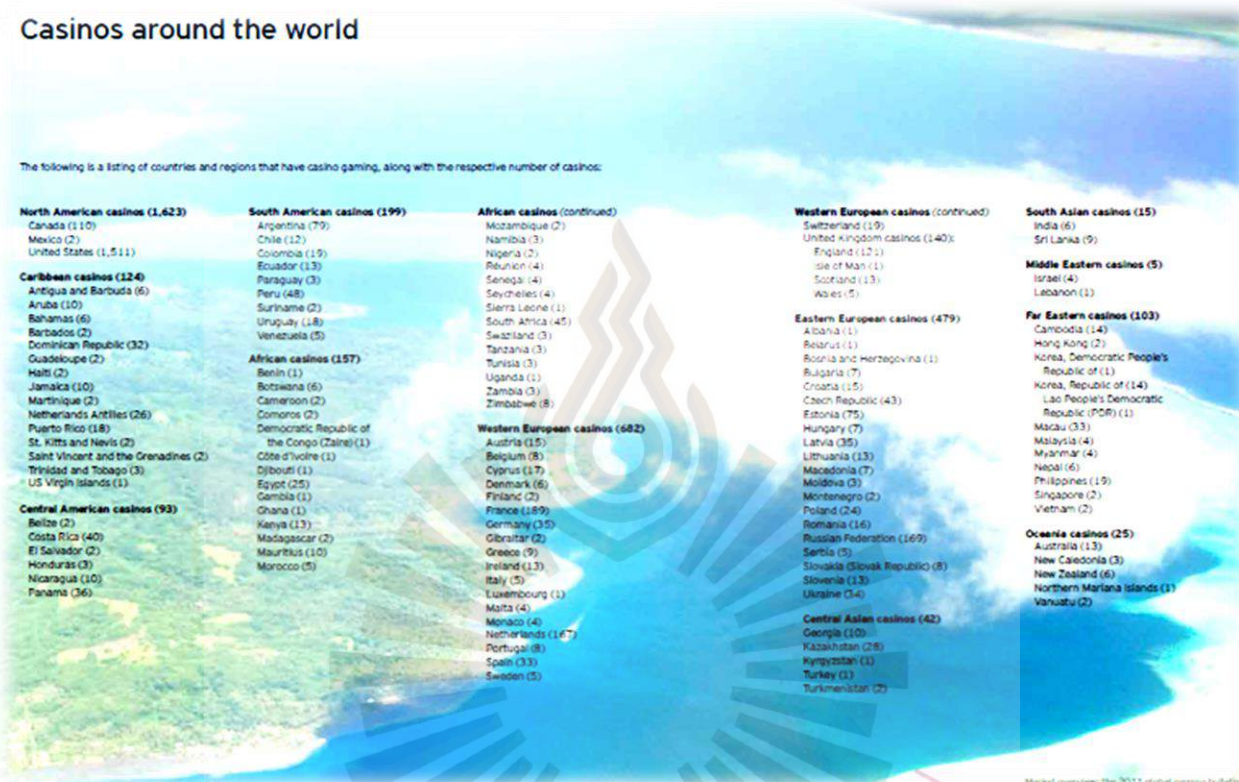 Casinos around the world
The following is a listing of countries and regions that have casino gaming, along with the respective number of casinos:
North American casinos (1,623)
Canada (110)
Mexico (2)
United States (1,511)
Caribbean casinos (124)
Antigua and Barbuda (6)
Aruba (10)
Bahamas (6)
Barbados (2)
Dominican Republic (32)
Guadeloupe (2)
Haiti (2)
Jamaica (10)
Martinique (2)
Netherlands Antilles (26)
Puerto Rico (18)
St. Kitts and Nevis (2)
Saint Vincent and the Grenadines (2)
Trinidad and Tobago (3)
US Virgin Islands (1)
Central American casinos (93)
Belize (2)
Costa Rica (40)
El Salvador (2)
Honduras (3)
Nicaragua (10)
Panama (36)
South American casinos (199)
Argentina (79)
Chile (12)
Colombia (19)
Ecuador (13)
Paraguay (3)
Peru (48)
Suriname (2)
Uruguay (18)
Venezuela (5)
African casinos (157)
Benin (1)
Botswana (6)
Cameroon (2)
Comoros (2)
Democratic Republic of
the Congo (Zaire) (1)
Côte d'Ivoire (1)
Djibouti (1)
Egypt (25)
Gambia (1)
Ghana (1)
Kenya (13)
Madagascar (2)
Mauritius (10)
Morocco (5)
African casinos (continued)
Mozambique (2)
Namibia (3)
Nigeria (2)
Réunion (4)
Senegal (4)
Seychelles (4)
Sierra Leone (1)
South Africa (45)
Swaziland (3)
Tanzania (3)
Tunisia (3)
Uganda (1)
Zambia (3)
Zimbabwe (8)
Western European casinos (682)
Austria (15)
Belgium (8)
Cyprus (17)
Denmark (6)
Finland (2)
France (189)
Germany (35)
Gibraltar (2)
Greece (9)
Ireland (13)
Italy (5)
Luxembourg (1)
Malta (4)
Monaco (4)
Netherlands (167)
Portugal (8)
Spain (33)
Sweden (5)
Western European casinos (continued)
Switzerland (19)
United Kingdom casinos (140):
England (121)
Isle of Man (1)
Scotland (13)
Wales (5)
Eastern European casinos (479)
Albania (1)
Belarus (1)
Bosnia and Herzegovina (1)
Bulgaria (7)
Croatia (15)
Czech Republic (43)
Estonia (75)
Hungary (7)
Latvia (35)
Lithuania (13)
Macedonia (7)
Moldova (3)
Montenegro (2)
Poland (24)
Romania (16)
Russian Federation (169)
Serbia (5)
Slovakia (Slovak Republic) (8)
Slovenia (13)
Ukraine (34)
Central Asian casinos (42)
Georgia (10)
Kazakhstan (28)
Kyrgyzstan (1)
Turkey (1)
Turkmenistan (2)
South Asian casinos (15)
India (6)
Sri Lanka (9)
Middle Eastern casinos (5)
Israel (4)
Lebanon (1)
Far Eastern casinos (103)
Cambodia (14)
Hong Kong (2)
Korea, Democratic People's
Republic of (1)
Korea, Republic of (14)
Lao People's Democratic
Republic (PDR) (1)
Macau (33)
Malaysia (4)
Myanmar (4)
Nepal (6)
Philippines (19)
Singapore (2)
Vietnam (2)
Oceania casinos (25)
Australia (13)
New Caledonia (3)
New Zealand (6)
Northern Mariana Islands (1)
Vanuatu (2)